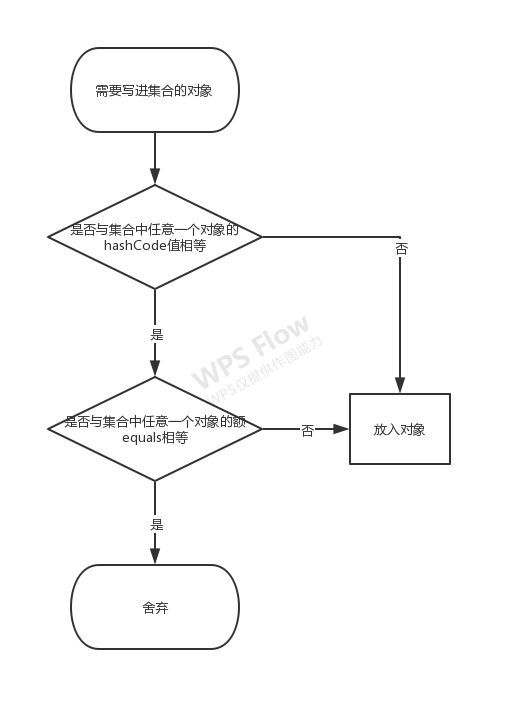 需要写进集合的对象
是否与集合中任意一个对象的
hashCode值相等
否
是
WPS Flow
WPS仅提供作图能力
是否与集合中任意一个对象的额
equals相等
否
放入对象
是
舍弃